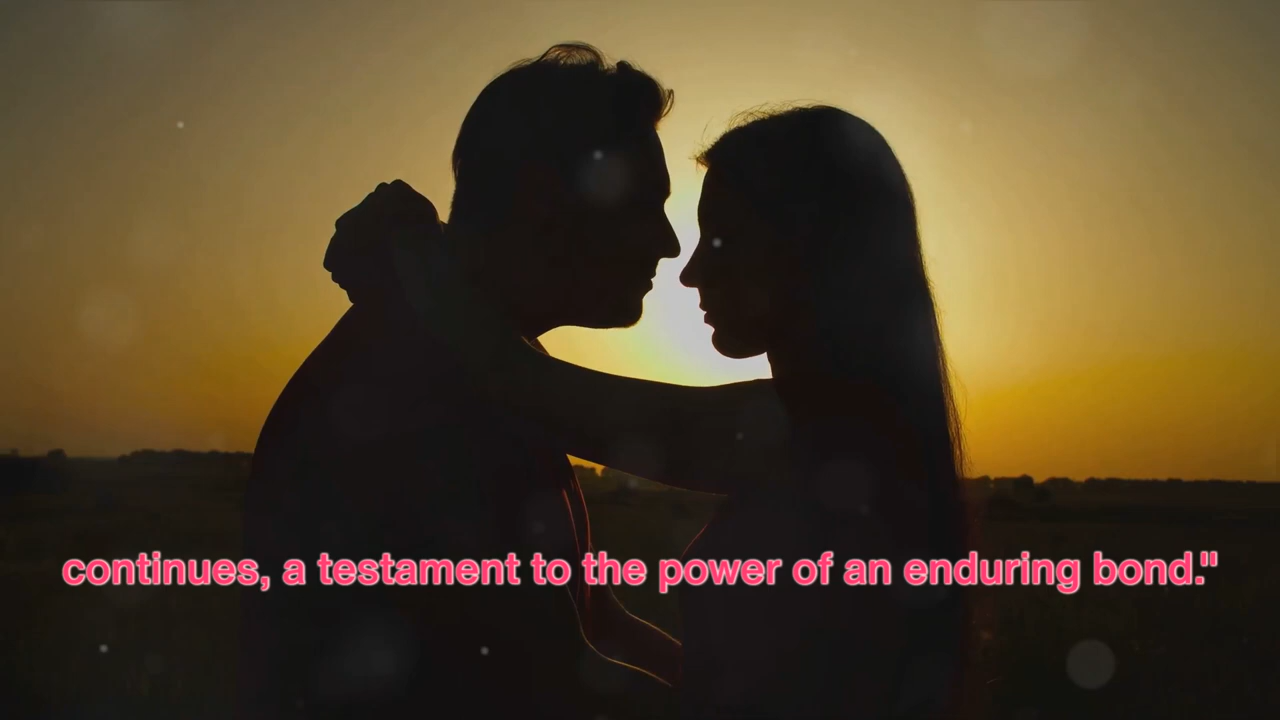 continues, a testament to the power of an enduring bond."